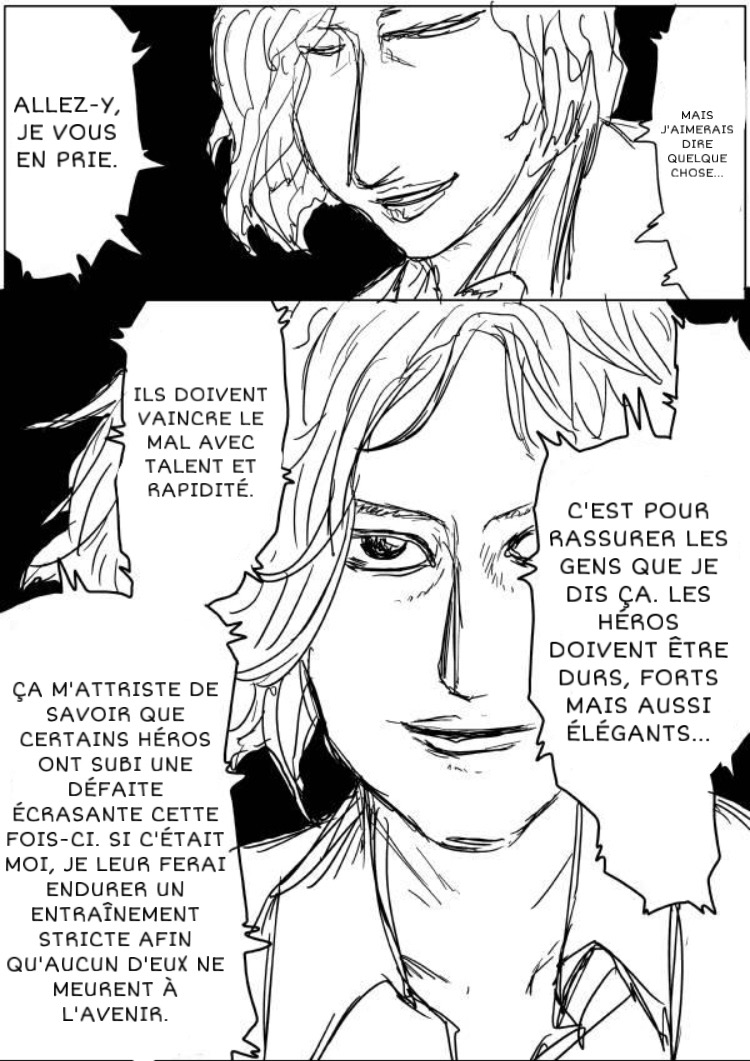 MAIS
J'AIMERAIS
DIRE
QUELQUE
CHOSE...
ALLEZ-Y,
JE VOUS
EN PRIE.
C'EST POUR
RASSURER LES
GENS QUE JE
DIS ÇA. LES
HÉROS
DOIVENT ÊTRE
DURS, FORTS
MAIS AUSSI
ÉLÉGANTS...
ILS DOIVENT
VAINCRE LE
MAL AVEC
TALENT ET
RAPIDITÉ.
ÇA M'ATTRISTE DE
SAVOIR QUE
CERTAINS HÉROS
ONT SUBI UNE
DÉFAITE
ÉCRASANTE CETTE
FOIS-CI. SI C'ÉTAIT
MOI, JE LEUR FERAI
ENDURER UN
ENTRAÎNEMENT
STRICTE AFIN
QU'AUCUN D'EUX NE
MEURENT À
L'AVENIR.